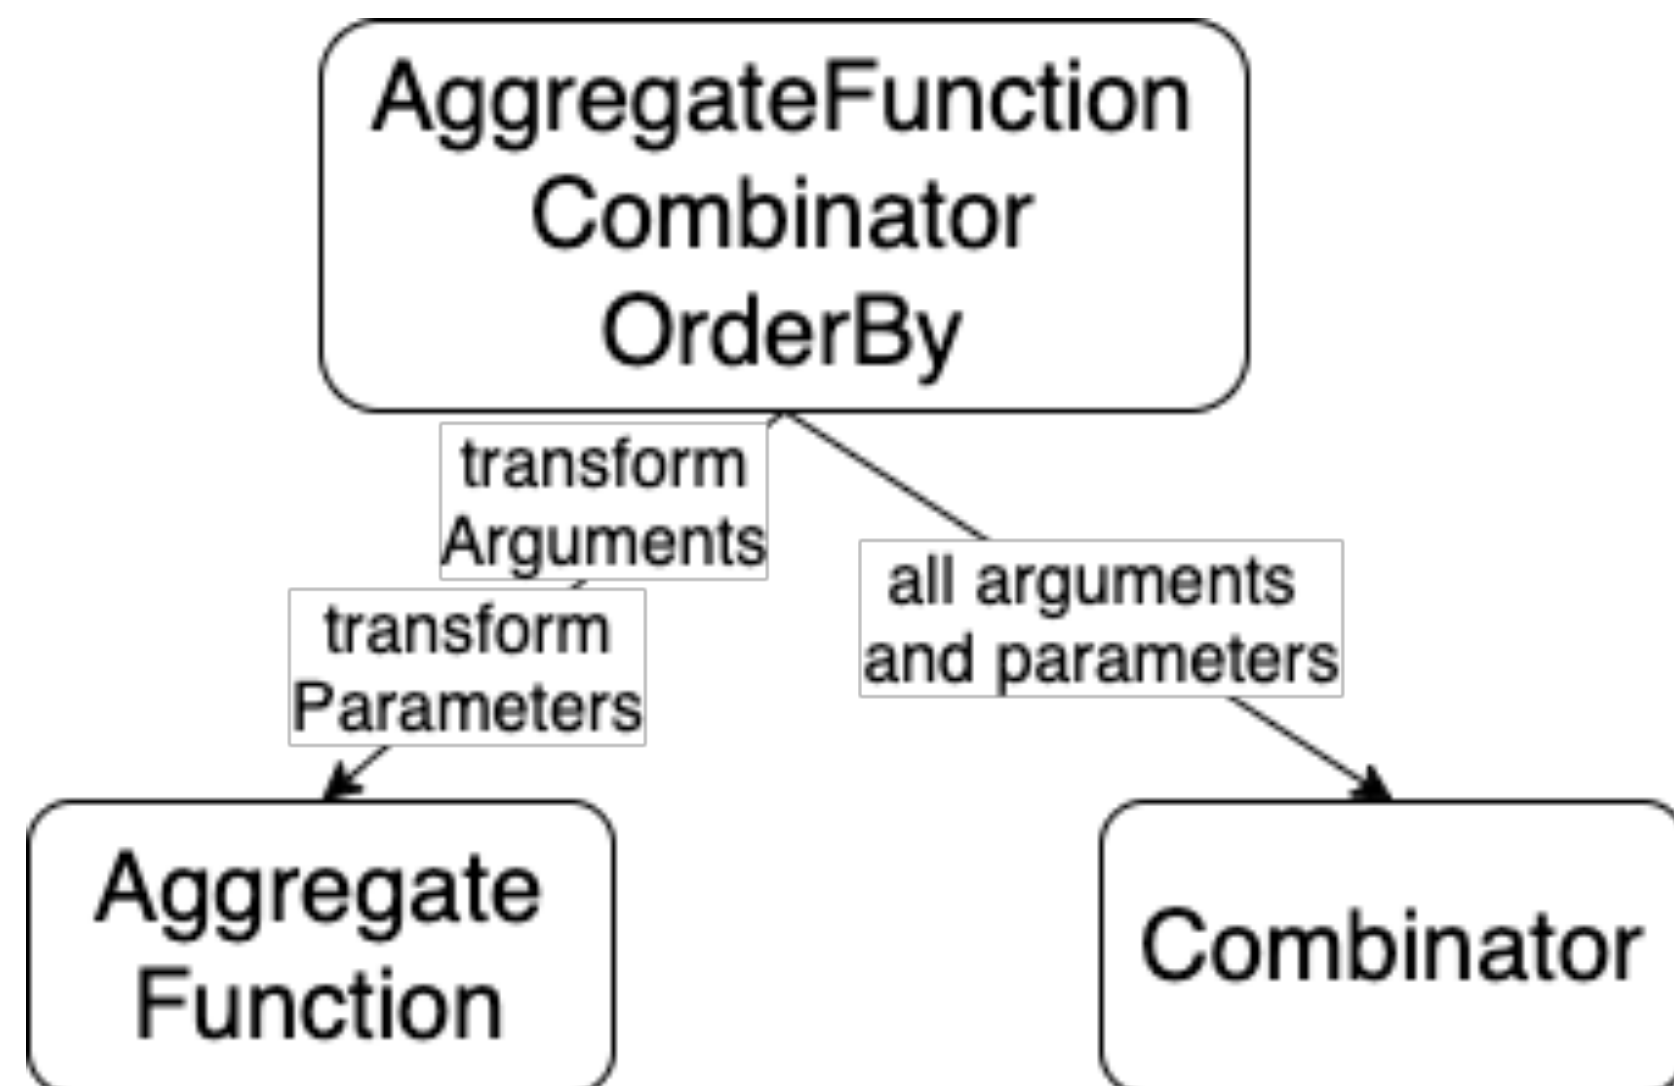 AggregateFunction
Combinator
OrderBy
transform
Arguments
transform
Parameters
all arguments
and parameters
Aggregate
Function
Combinator